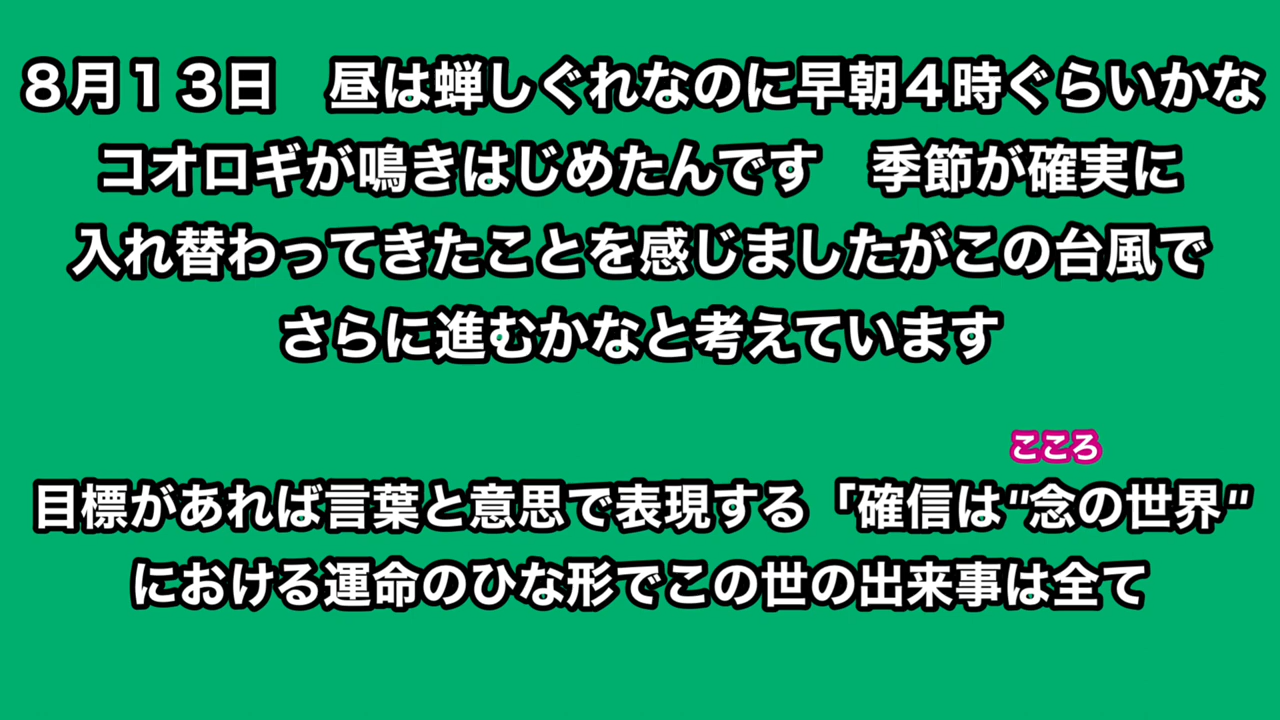 ８月１３日　昼は蝉しぐれなのに早朝４時ぐらいかな
コオロギが鳴きはじめたんです　季節が確実に
入れ替わってきたことを感じましたがこの台風で
さらに進むかなと考えています
こころ
目標があれば言葉と意思で表現する「確信は"念の世界"
における運命のひな形でこの世の出来事は全て